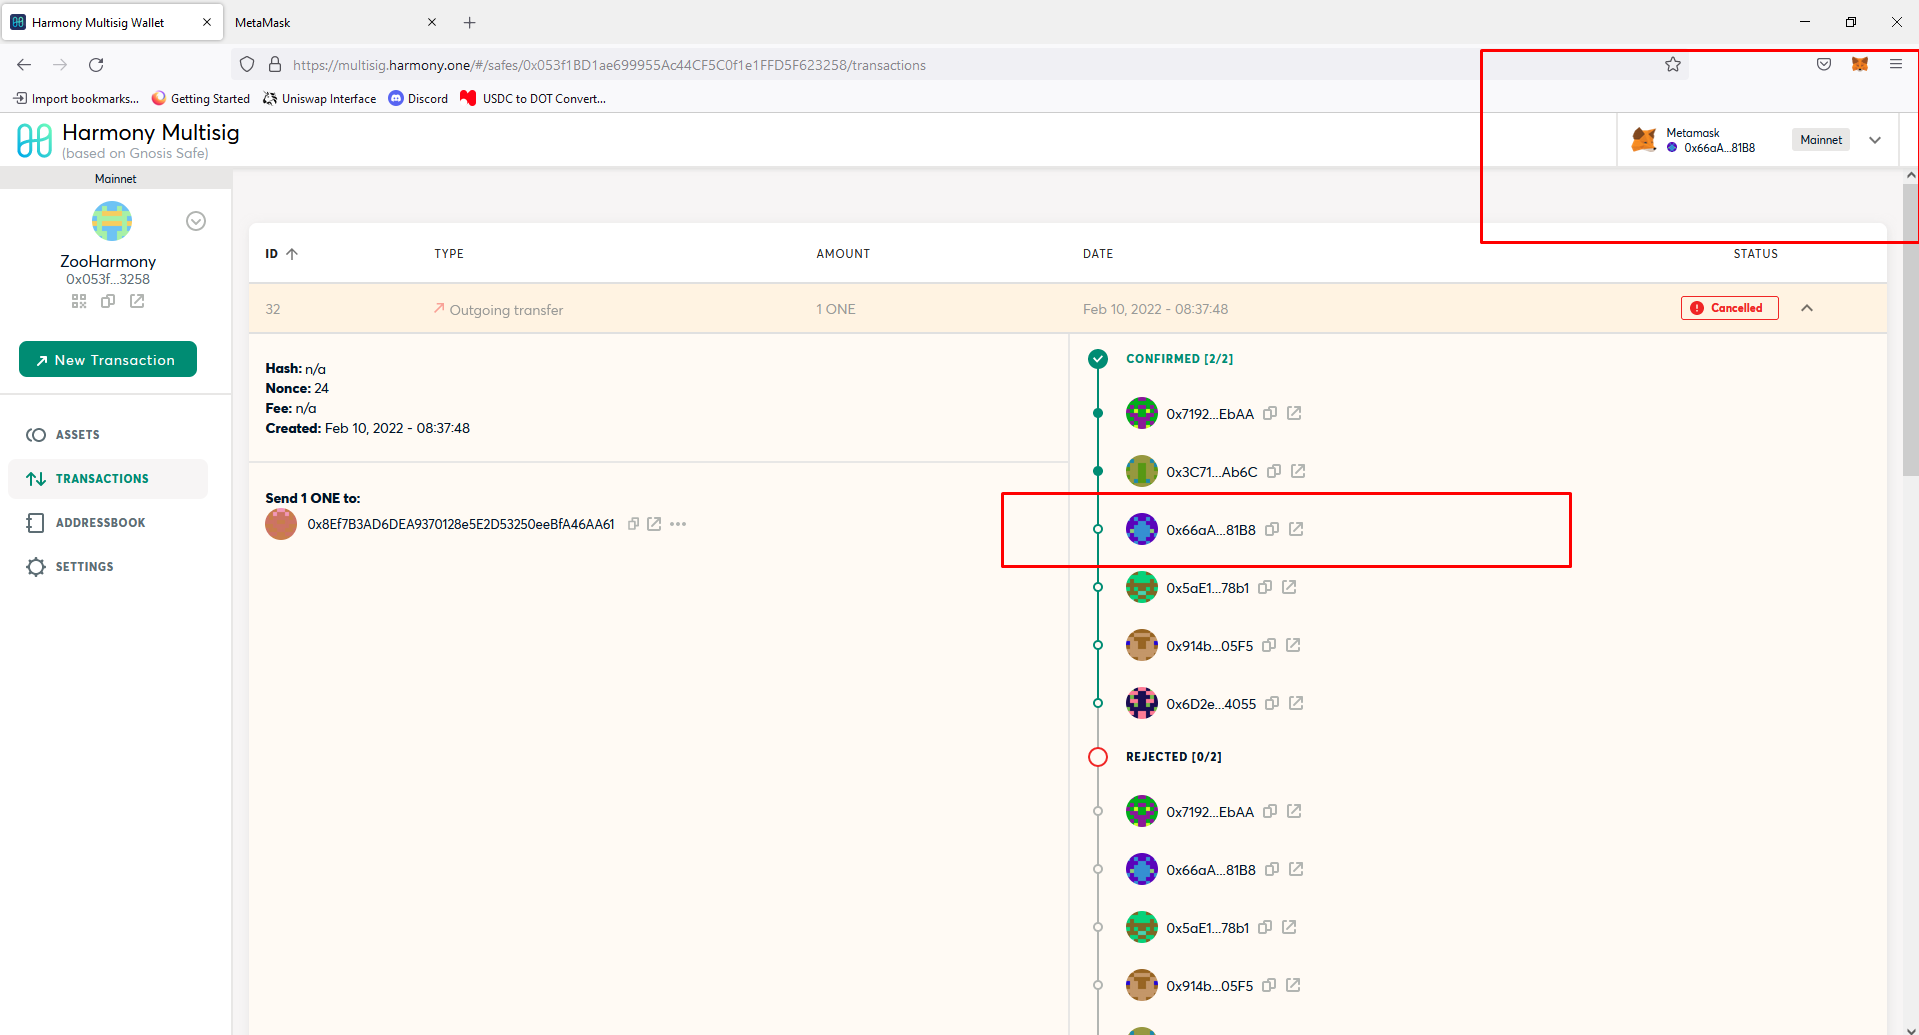 Harmony Multisig Wallet
MetaMask
https://multisig.harmony.one/#/safes/0x053f1BD1ae699955Ac44CF5C0f1e1FFD5F623258/transactions
Import bookmarks...
Getting Started
Uniswap Interface
Discord
USDC to DOT Convert...
Harmony Multisig
(based on Gnosis Safe)
Metamask
0x66aA...81B8
Mainnet
Mainnet
ZooHarmony
0x053f...3258
New Transaction
ASSETS
TRANSACTIONS
ADDRESSBOOK
SETTINGS
ID TYPE AMOUNT DATE STATUS
32 Outgoing transfer 1 ONE Feb 10, 2022 - 08:37:48 Cancelled
Hash: n/a
Nonce: 24
Fee: n/a
Created: Feb 10, 2022 - 08:37:48
Send 1 ONE to:
0x8Ef7B3AD6DEA9370128e5E2D53250eeBfA46AA61
CONFIRMED [2/2]
0x7192...EbAA
0x3C71...Ab6C
0x66aA...81B8
0x5aE1...78b1
0x914b...05F5
0x6D2e...4055
REJECTED [0/2]
0x7192...EbAA
0x66aA...81B8
0x5aE1...78b1
0x914b...05F5